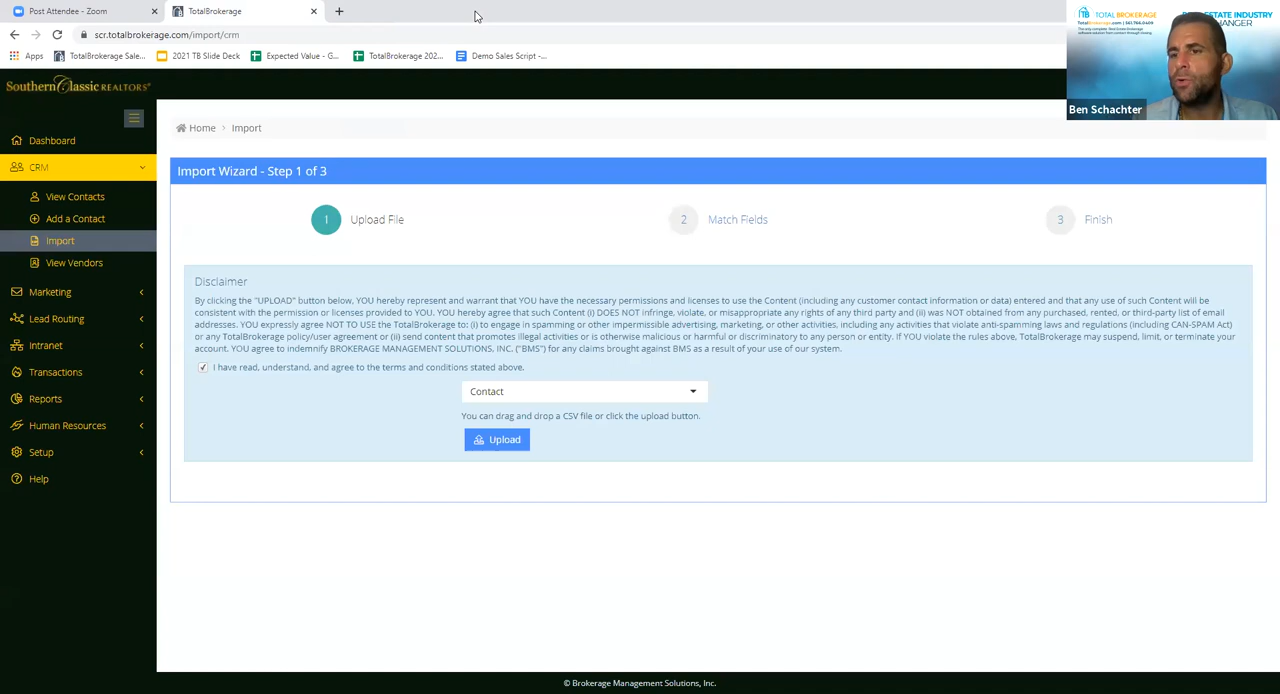 Post Attendee - Zoom
TotalBrokerage
scr.totalbrokerage.com/import/crm
Apps
TotalBrokerage Sale...
2021 TB Slide Deck
Expected Value - G...
TotalBrokerage 202...
Demo Sales Script -...
TOTAL BROKERAGE
ESTATE INDUSTRY
Ben Schachter
Southern Classic REALTORS
Dashboard
CRM
View Contacts
Add a Contact
Import
View Vendors
Marketing
Lead Routing
Intranet
Transactions
Reports
Human Resources
Setup
Help
Home > Import
Import Wizard - Step 1 of 3
1 Upload File
2 Match Fields
3 Finish
Disclaimer
By clicking the "UPLOAD" button below, YOU hereby represent and warrant that YOU have the necessary permissions and licenses to use the Content (including any customer contact information or data) entered and that any use of such Content will be
consistent with the permission or licenses provided to YOU. YOU hereby agree that such Content (i) DOES NOT infringe, violate, or misappropriate any rights of any third party and (ii) was NOT obtained from any purchased, rented, or third-party list of email
addresses. YOU expressly agree NOT TO USE the TotalBrokerage to: (i) to engage in spamming or other impermissible advertising, marketing, or other activities, including any activities that violate anti-spamming laws and regulations (including CAN-SPAM Act)
or any TotalBrokerage policy/user agreement or (ii) send content that promotes illegal activities or is otherwise malicious or harmful or discriminatory to any person or entity. If YOU violate the rules above, TotalBrokerage may suspend, limit, or terminate your
account. YOU agree to indemnify BROKERAGE MANAGEMENT SOLUTIONS, INC, ("BMS") for any claims brought against BMS as a result of your use of our system.
I have read, understand, and agree to the terms and conditions stated above.
Contact
You can drag and drop a CSV file or click the upload button.
Upload
© Brokerage Management Solutions, Inc.